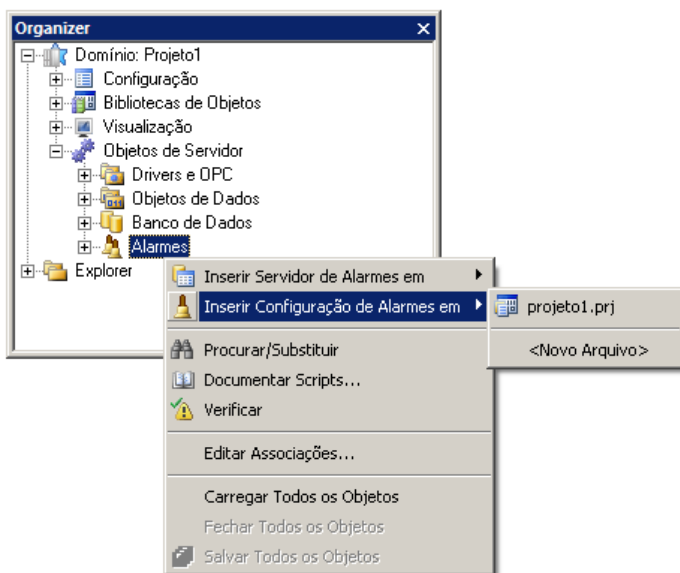 Organizer
Domínio: Projeto1
Configuração
Bibliotecas de Objetos
Visualização
Objetos de Servidor
Drivers e OPC
Objetos de Dados
Banco de Dados
Alarmes
Explorer
Inserir Servidor de Alarmes em
Inserir Configuração de Alarmes em
projeto1.prj
<Novo Arquivo>
Procurar/Substituir
Documentar Scripts...
Verificar
Editar Associações...
Carregar Todos os Objetos
Fechar Todos os Objetos
Salvar Todos os Objetos